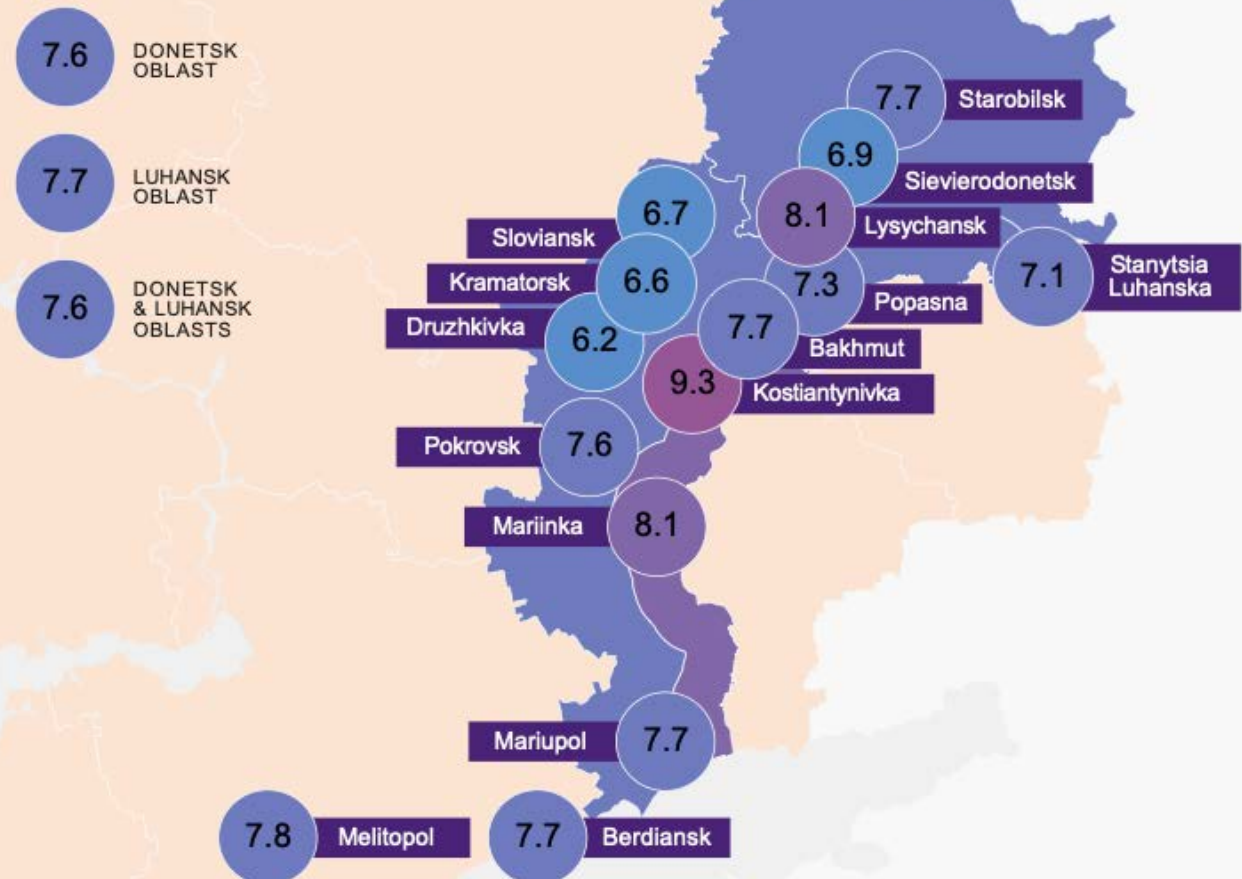 7.6
DONETSK
OBLAST
7.7
LUHANSK
OBLAST
7.6
DONETSK
& LUHANSK
OBLASTS
7.7
Starobilsk
6.9
Sievierodonetsk
8.1
Lysychansk
6.7
Sloviansk
6.6
Kramatorsk
6.2
Druzhkivka
7.3
Popasna
7.1
Stanytsia
Luhanska
7.7
Bakhmut
9.3
Kostiantynivka
Pokrovsk
7.6
Mariinka
8.1
Mariupol
7.7
7.8
Melitopol
7.7
Berdiansk